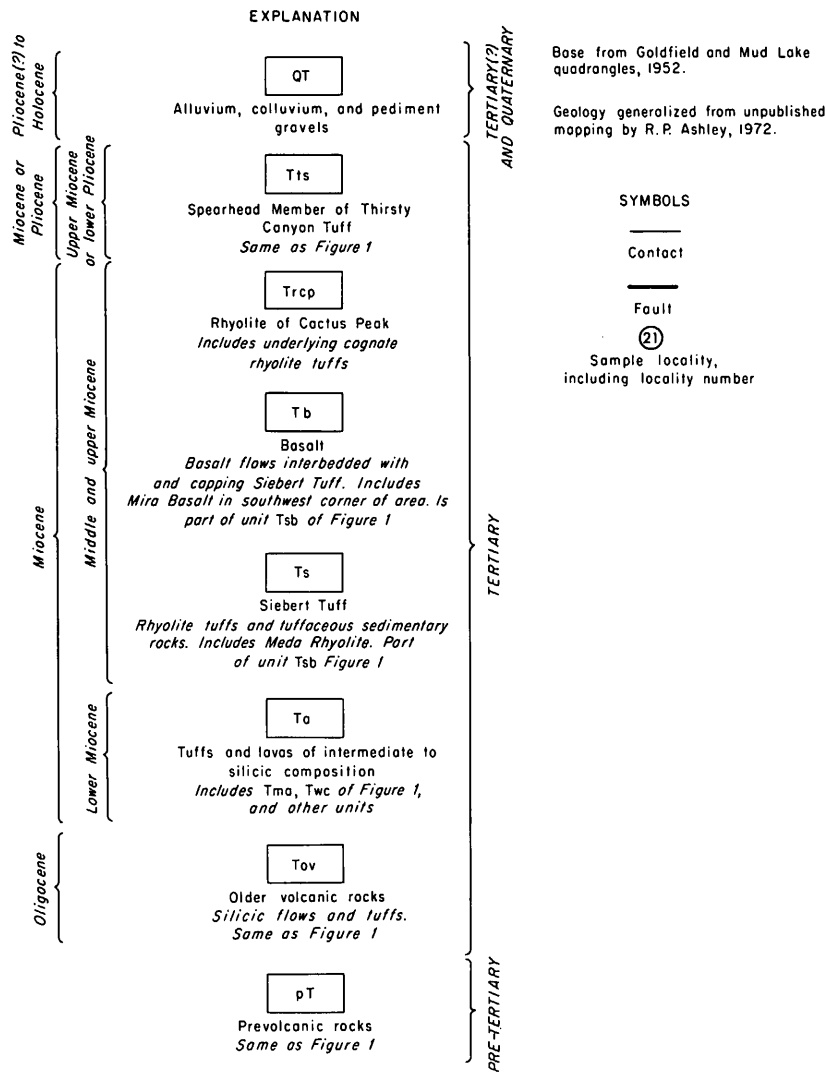 EXPLANATION
Pliocene(?) to
Holocene
QT
Alluvium, colluvium, and pediment
gravels
TERTIARY(?)
AND QUATERNARY
Miocene or
Pliocene
Upper Miocene
or lower Pliocene
Tts
Spearhead Member of Thirsty
Canyon Tuff
Same as Figure 1
Miocene
Middle and upper Miocene
Trcp
Rhyolite of Cactus Peak
Includes underlying cognate
rhyolite tuffs
Tb
Basalt
Basalt flows interbedded with
and capping Siebert Tuff. Includes
Mira Basalt in southwest corner of area. Is
part of unit Tsb of Figure 1
TERTIARY
Ts
Siebert Tuff
Rhyolite tuffs and tuffaceous sedimentary
rocks. Includes Meda Rhyolite. Part
of unit Tsb Figure 1
Lower Miocene
Ta
Tuffs and lavas of intermediate to
silicic composition
Includes Tma, Twc of Figure 1,
and other units
Oligocene
Tov
Older volcanic rocks
Silicic flows and tuffs.
Same as Figure 1
pT
Prevolcanic rocks
Same as Figure 1
PRE-TERTIARY
Base from Goldfield and Mud Lake
quadrangles, 1952.
Geology generalized from unpublished
mapping by R.P. Ashley, 1972.
SYMBOLS
Contact
Fault
21
Sample locality,
including locality number